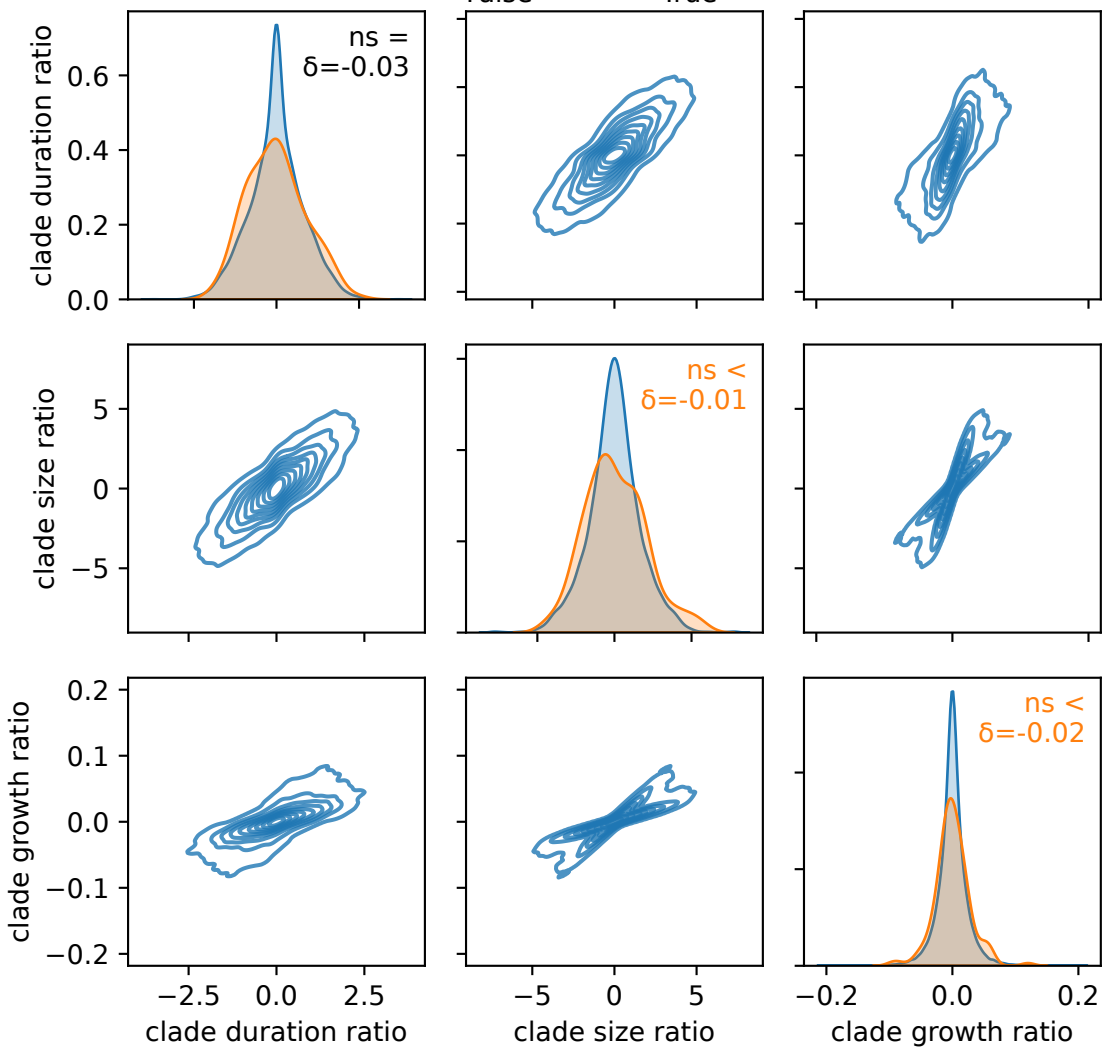 clade duration ratio
0.6
0.4
0.2
0.0
ns =
δ=-0.03
clade size ratio
5
0
−5
ns <
δ=-0.01
clade growth ratio
0.2
0.1
0.0
−0.1
−0.2
ns <
δ=-0.02
−2.5 0.0 2.5
−5 0 5
−0.2 0.0 0.2
clade duration ratio
clade size ratio
clade growth ratio